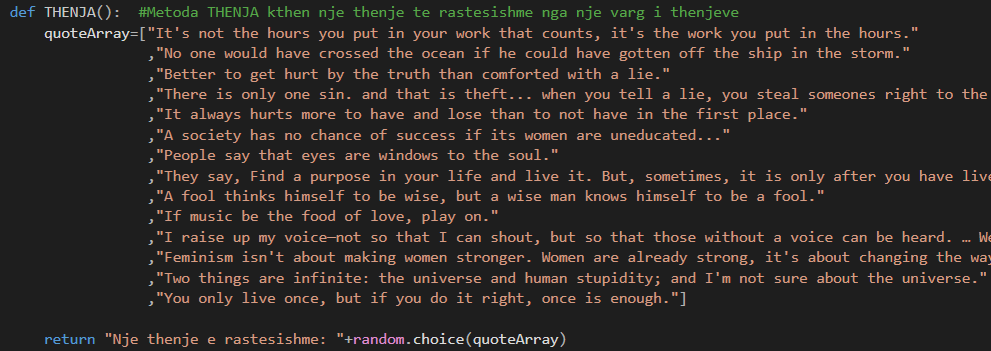 def THENJA():  #Metoda THENJA kthen nje thenje te rastesishme nga nje varg i thenjeve
quoteArray=["It's not the hours you put in your work that counts, it's the work you put in the hours."
,"No one would have crossed the ocean if he could have gotten off the ship in the storm."
,"Better to get hurt by the truth than comforted with a lie."
,"There is only one sin. and that is theft... when you tell a lie, you steal someones right to the
,"It always hurts more to have and lose than to not have in the first place."
,"A society has no chance of success if its women are uneducated..."
,"People say that eyes are windows to the soul."
,"They say, Find a purpose in your life and live it. But, sometimes, it is only after you have live
,"A fool thinks himself to be wise, but a wise man knows himself to be a fool."
,"If music be the food of love, play on."
,"I raise up my voice—not so that I can shout, but so that those without a voice can be heard. … We
,"Feminism isn't about making women stronger. Women are already strong, it's about changing the way
,"Two things are infinite: the universe and human stupidity; and I'm not sure about the universe."
,"You only live once, but if you do it right, once is enough."]
return "Nje thenje e rastesishme: "+random.choice(quoteArray)